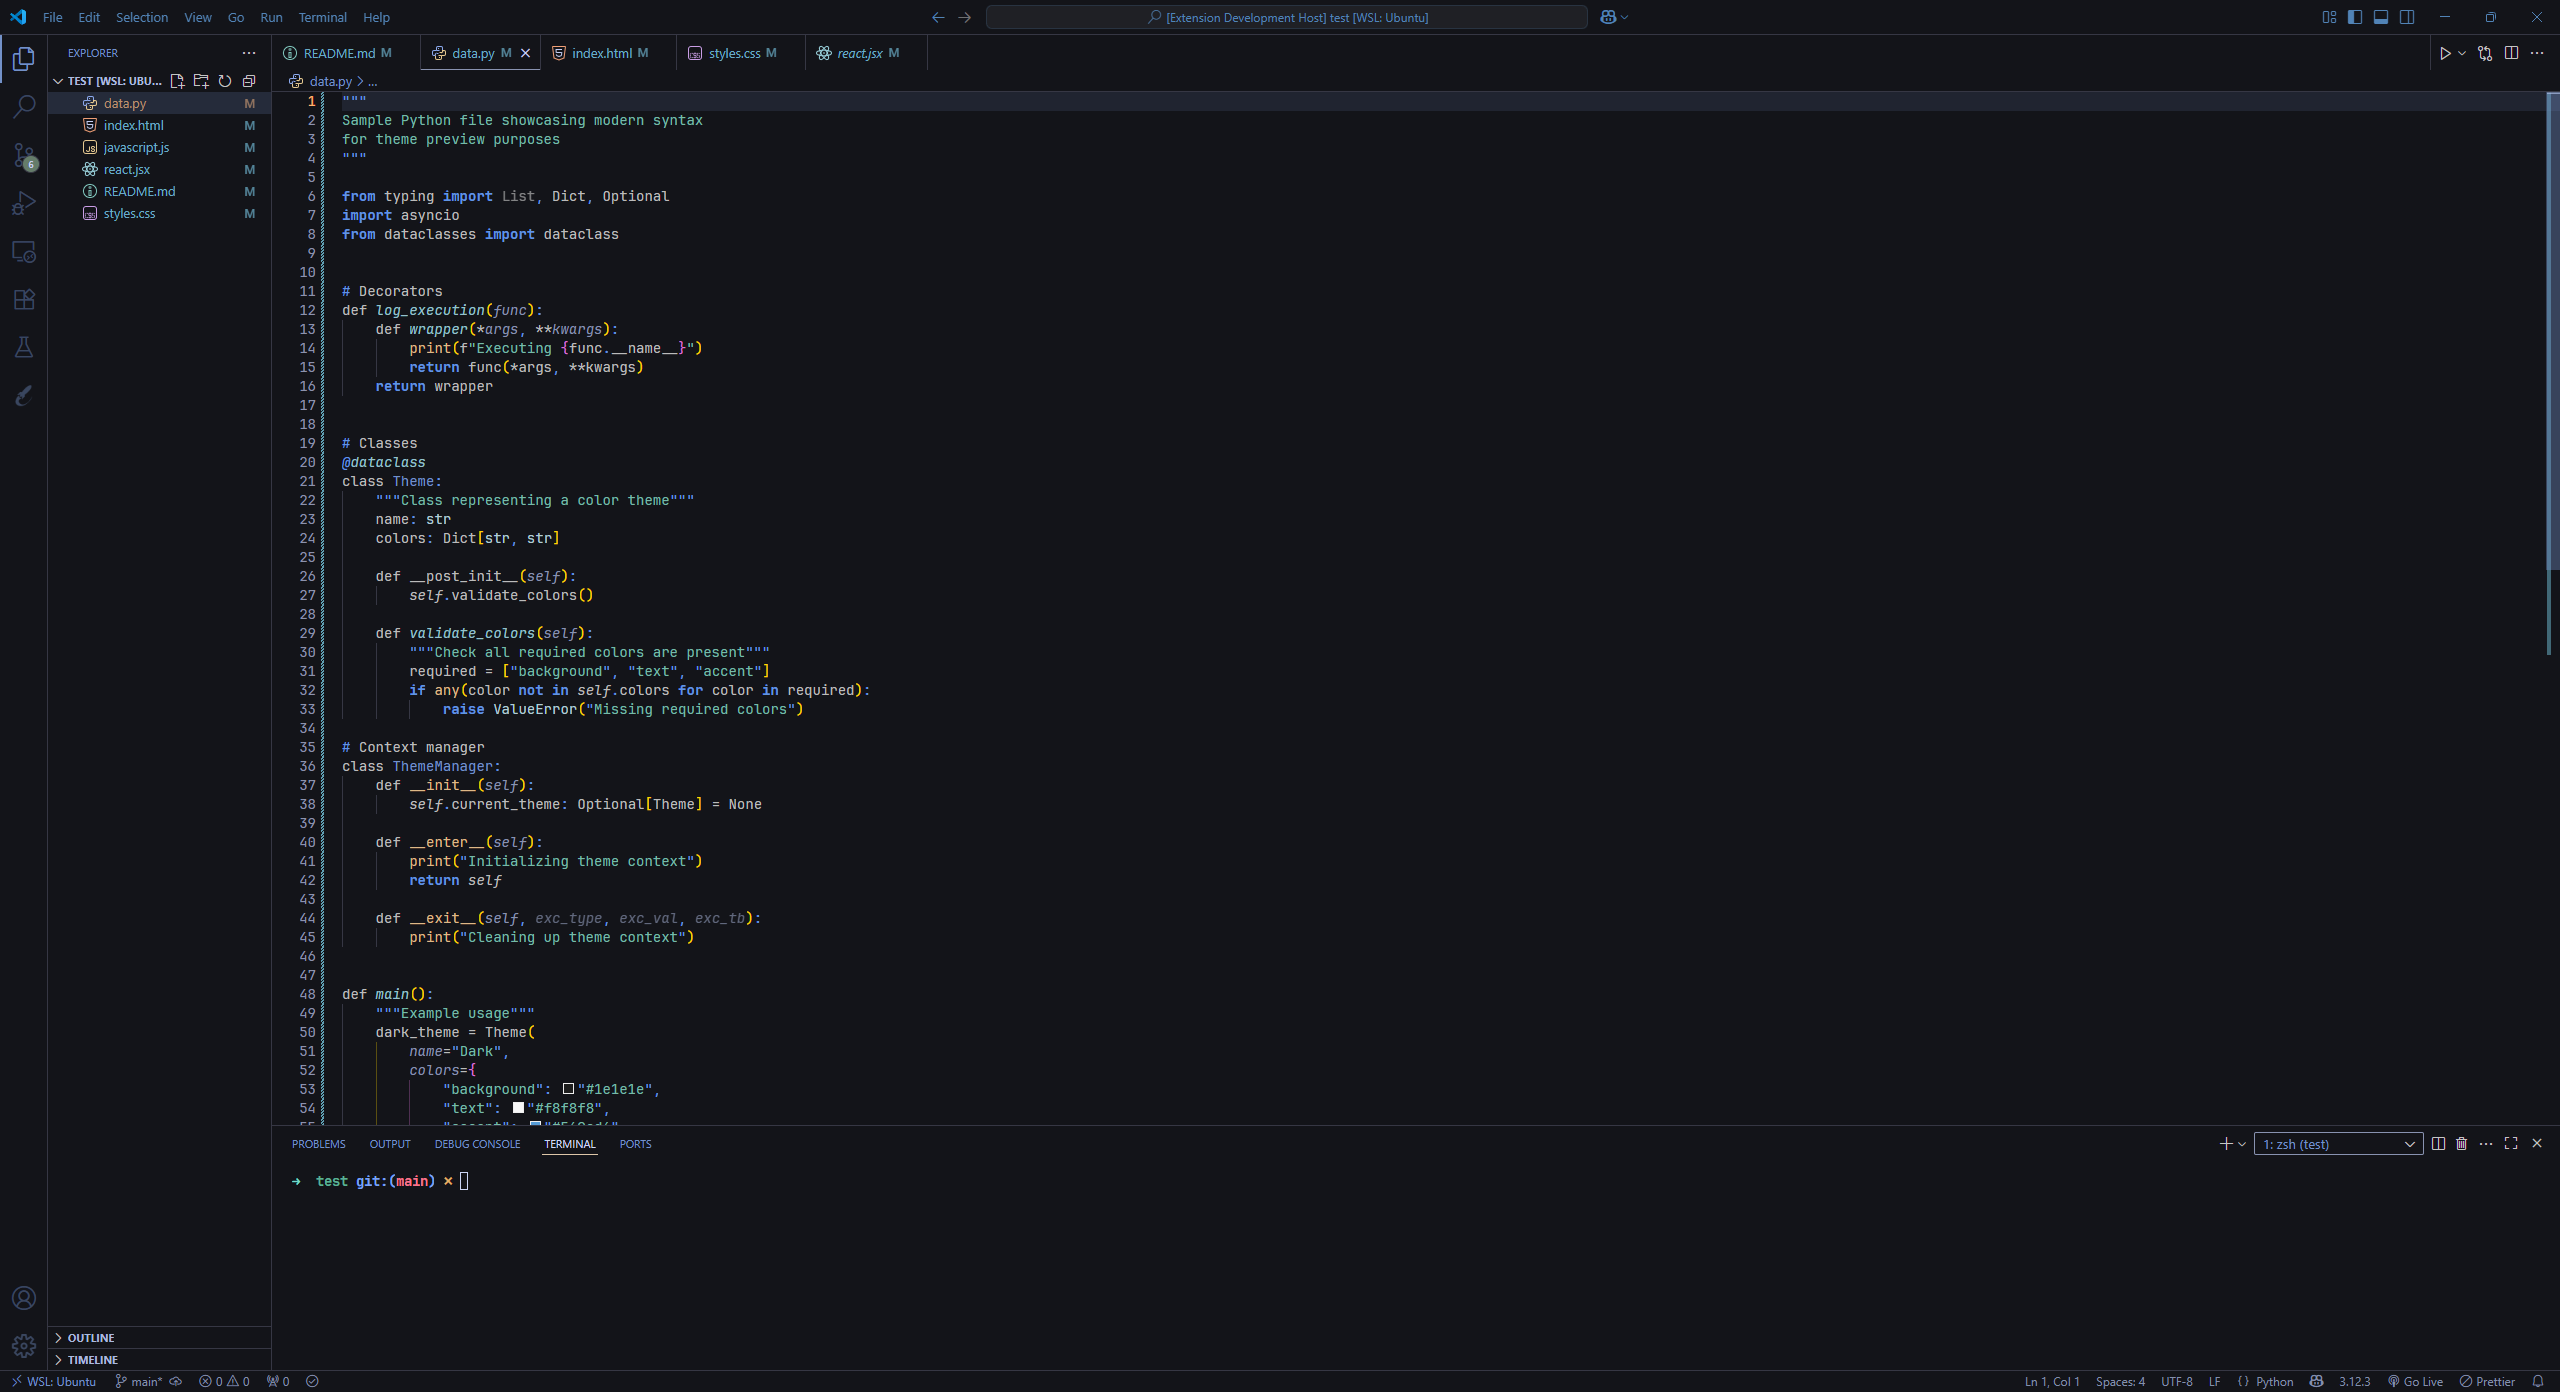 File Edit Selection View Go Run Terminal Help
[Extension Development Host] test [WSL: Ubuntu]
EXPLORER
TEST [WSL: UBU...
data.py M
index.html M
javascript.js M
react.jsx M
README.md M
styles.css M
6
OUTLINE
TIMELINE
README.md M data.py M index.html M styles.css M react.jsx M
data.py > ...
1 """
2 Sample Python file showcasing modern syntax
3 for theme preview purposes
4 """
5
6 from typing import List, Dict, Optional
7 import asyncio
8 from dataclasses import dataclass
9
10
11 # Decorators
12 def log_execution(func):
13     def wrapper(*args, **kwargs):
14         print(f"Executing {func.__name__}")
15         return func(*args, **kwargs)
16     return wrapper
17
18
19 # Classes
20 @dataclass
21 class Theme:
22     """Class representing a color theme"""
23     name: str
24     colors: Dict[str, str]
25
26     def __post_init__(self):
27         self.validate_colors()
28
29     def validate_colors(self):
30         """Check all required colors are present"""
31         required = ["background", "text", "accent"]
32         if any(color not in self.colors for color in required):
33             raise ValueError("Missing required colors")
34
35 # Context manager
36 class ThemeManager:
37     def __init__(self):
38         self.current_theme: Optional[Theme] = None
39
40     def __enter__(self):
41         print("Initializing theme context")
42         return self
43
44     def __exit__(self, exc_type, exc_val, exc_tb):
45         print("Cleaning up theme context")
46
47
48 def main():
49     """Example usage"""
50     dark_theme = Theme(
51         name="Dark",
52         colors={
53             "background": "#1e1e1e",
54             "text": "#f8f8f8",
PROBLEMS OUTPUT DEBUG CONSOLE TERMINAL PORTS
1: zsh (test)
→ test git:(main) ×
WSL: Ubuntu main* 0 0 0
Ln 1, Col 1 Spaces: 4 UTF-8 LF {} Python 3.12.3 Go Live Prettier